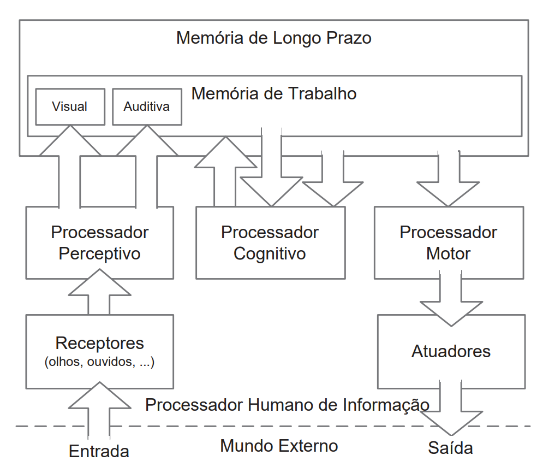 Memória de Longo Prazo
Memória de Trabalho
Visual
Auditiva
Processador
Perceptivo
Processador
Cognitivo
Processador
Motor
Receptores
(olhos, ouvidos, ...)
Atuadores
Processador Humano de Informação
Entrada
Mundo Externo
Saída